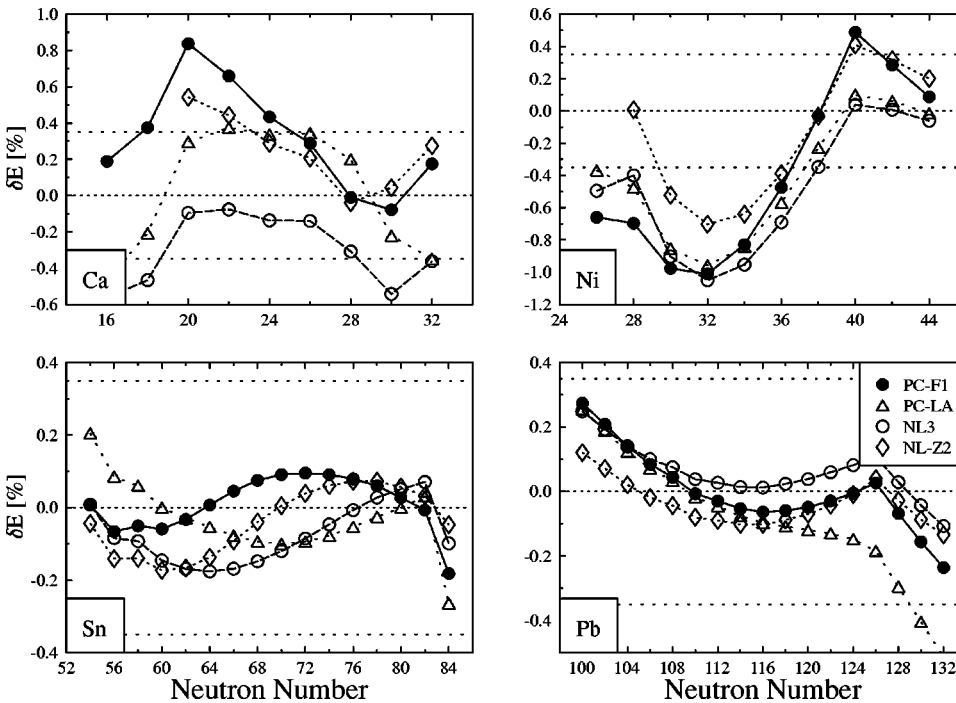 1.0
0.8
0.6
0.4
0.2
0.0
-0.2
-0.4
-0.6
δE [%]
Ca
16 20 24 28 32
0.6
0.4
0.2
0.0
-0.2
-0.4
-0.6
-0.8
-1.0
-1.2
Ni
24 28 32 36 40 44
0.4
0.2
0.0
-0.2
-0.4
δE [%]
Sn
52 56 60 64 68 72 76 80 84
Neutron Number
0.4
0.2
0.0
-0.2
-0.4
PC-F1
PC-LA
NL3
NL-Z2
Pb
100 104 108 112 116 120 124 128 132
Neutron Number